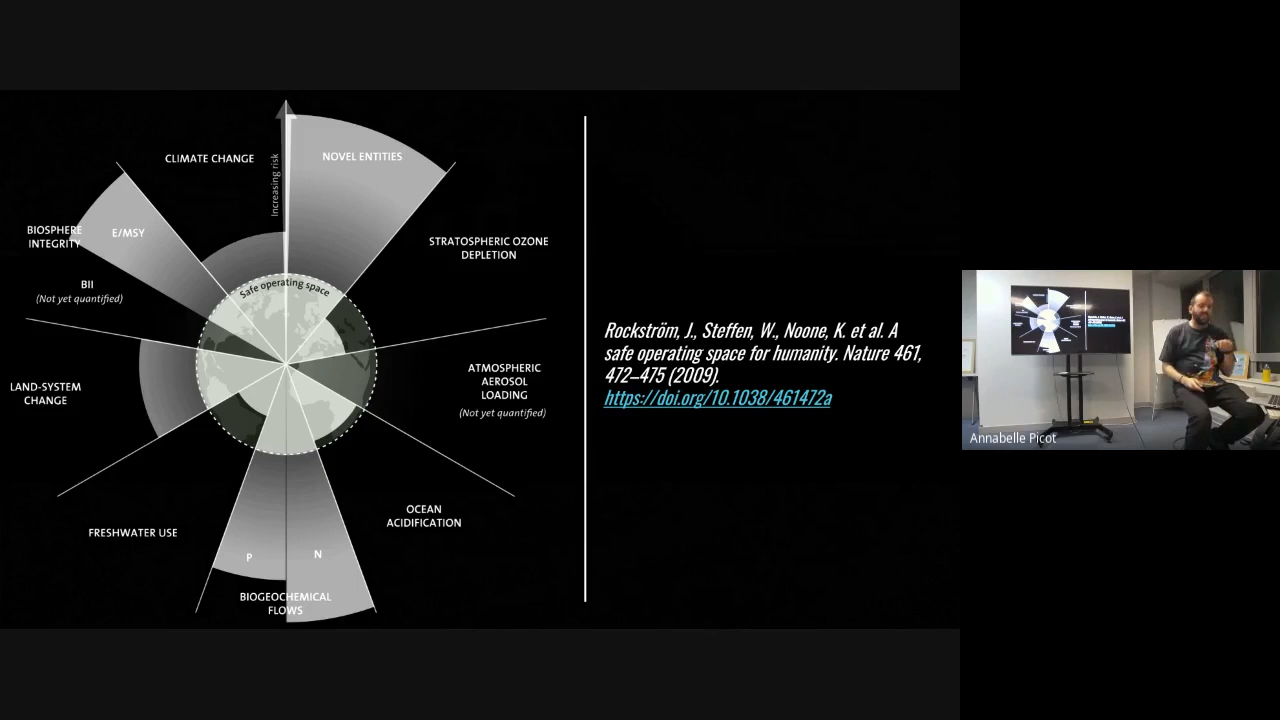 CLIMATE CHANGE
Increasing risk
NOVEL ENTITIES
BIOSPHERE
INTEGRITY
E/MSY
STRATOSPHERIC OZONE
DEPLETION
BII
(Not yet quantified)
Safe operating space
LAND-SYSTEM
CHANGE
ATMOSPHERIC
AEROSOL
LOADING
(Not yet quantified)
FRESHWATER USE
OCEAN
ACIDIFICATION
P
N
BIOGEOCHEMICAL
FLOWS
Rockström, J., Steffen, W., Noone, K. et al. A
safe operating space for humanity. Nature 461,
472–475 (2009).
https://doi.org/10.1038/461472a
Annabelle Picot